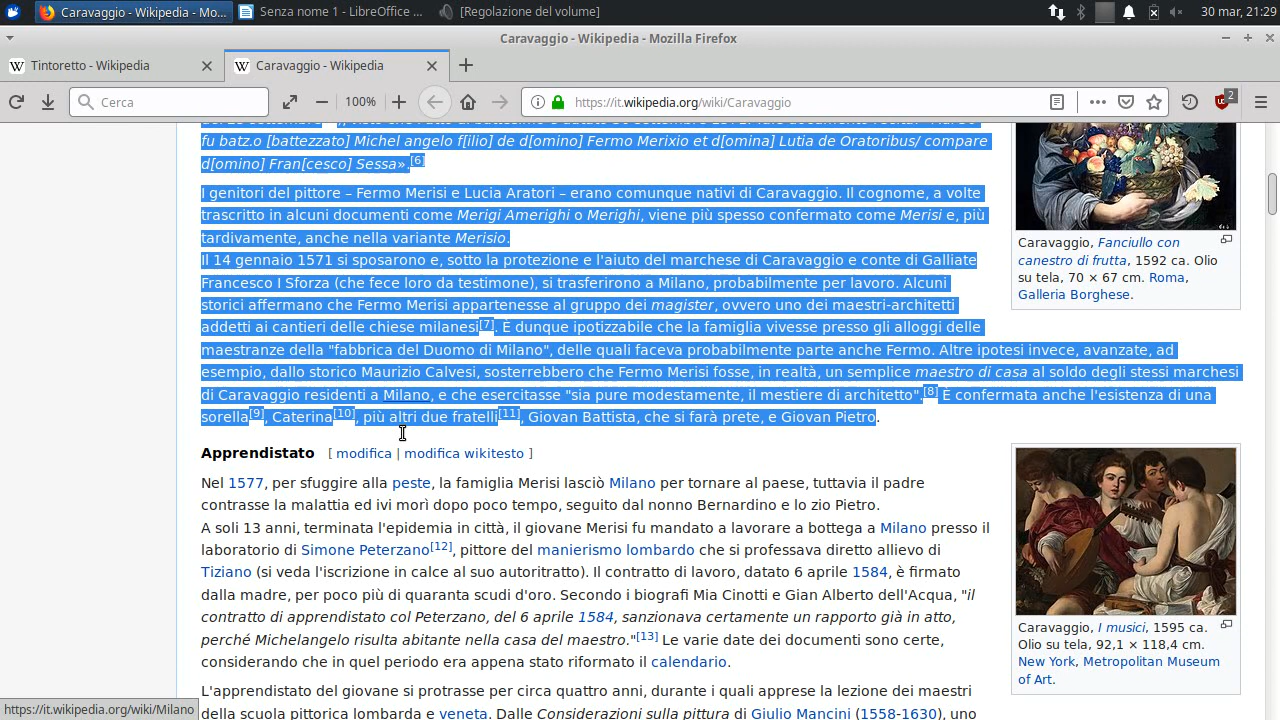 Caravaggio - Wikipedia - Mo...
Senza nome 1 - LibreOffice ...
[Regolazione del volume]
30 mar, 21:29
Caravaggio - Wikipedia - Mozilla Firefox
Tintoretto - Wikipedia
Caravaggio - Wikipedia
Cerca
100%
https://it.wikipedia.org/wiki/Caravaggio
2
fu batz.o [battezzato] Michel angelo f[ilio] de d[omino] Fermo Merixio et d[omina] Lutia de Oratoribus/ compare
d[omino] Fran[cesco] Sessa».[6]
I genitori del pittore – Fermo Merisi e Lucia Aratori – erano comunque nativi di Caravaggio. Il cognome, a volte
trascritto in alcuni documenti come Merigi Amerighi o Merighi, viene più spesso confermato come Merisi e, più
tardivamente, anche nella variante Merisio.
Il 14 gennaio 1571 si sposarono e, sotto la protezione e l'aiuto del marchese di Caravaggio e conte di Galliate
Francesco I Sforza (che fece loro da testimone), si trasferirono a Milano, probabilmente per lavoro. Alcuni
storici affermano che Fermo Merisi appartenesse al gruppo dei magister, ovvero uno dei maestri-architetti
addetti ai cantieri delle chiese milanesi[7]. È dunque ipotizzabile che la famiglia vivesse presso gli alloggi delle
maestranze della "fabbrica del Duomo di Milano", delle quali faceva probabilmente parte anche Fermo. Altre ipotesi invece, avanzate, ad
esempio, dallo storico Maurizio Calvesi, sosterrebbero che Fermo Merisi fosse, in realtà, un semplice maestro di casa al soldo degli stessi marchesi
di Caravaggio residenti a Milano, e che esercitasse "sia pure modestamente, il mestiere di architetto".[8] È confermata anche l'esistenza di una
sorella[9], Caterina[10], più altri due fratelli[11], Giovan Battista, che si farà prete, e Giovan Pietro.
Caravaggio, Fanciullo con
canestro di frutta, 1592 ca. Olio
su tela, 70 × 67 cm. Roma,
Galleria Borghese.
Apprendistato [ modifica | modifica wikitesto ]
Nel 1577, per sfuggire alla peste, la famiglia Merisi lasciò Milano per tornare al paese, tuttavia il padre
contrasse la malattia ed ivi morì dopo poco tempo, seguito dal nonno Bernardino e lo zio Pietro.
A soli 13 anni, terminata l'epidemia in città, il giovane Merisi fu mandato a lavorare a bottega a Milano presso il
laboratorio di Simone Peterzano[12], pittore del manierismo lombardo che si professava diretto allievo di
Tiziano (si veda l'iscrizione in calce al suo autoritratto). Il contratto di lavoro, datato 6 aprile 1584, è firmato
dalla madre, per poco più di quaranta scudi d'oro. Secondo i biografi Mia Cinotti e Gian Alberto dell'Acqua, "il
contratto di apprendistato col Peterzano, del 6 aprile 1584, sanzionava certamente un rapporto già in atto,
perché Michelangelo risulta abitante nella casa del maestro."[13] Le varie date dei documenti sono certe,
considerando che in quel periodo era appena stato riformato il calendario.
L'apprendistato del giovane si protrasse per circa quattro anni, durante i quali apprese la lezione dei maestri
della scuola pittorica lombarda e veneta. Dalle Considerazioni sulla pittura di Giulio Mancini (1558-1630), uno
Caravaggio, I musici, 1595 ca.
Olio su tela, 92,1 × 118,4 cm.
New York, Metropolitan Museum
of Art.
https://it.wikipedia.org/wiki/Milano